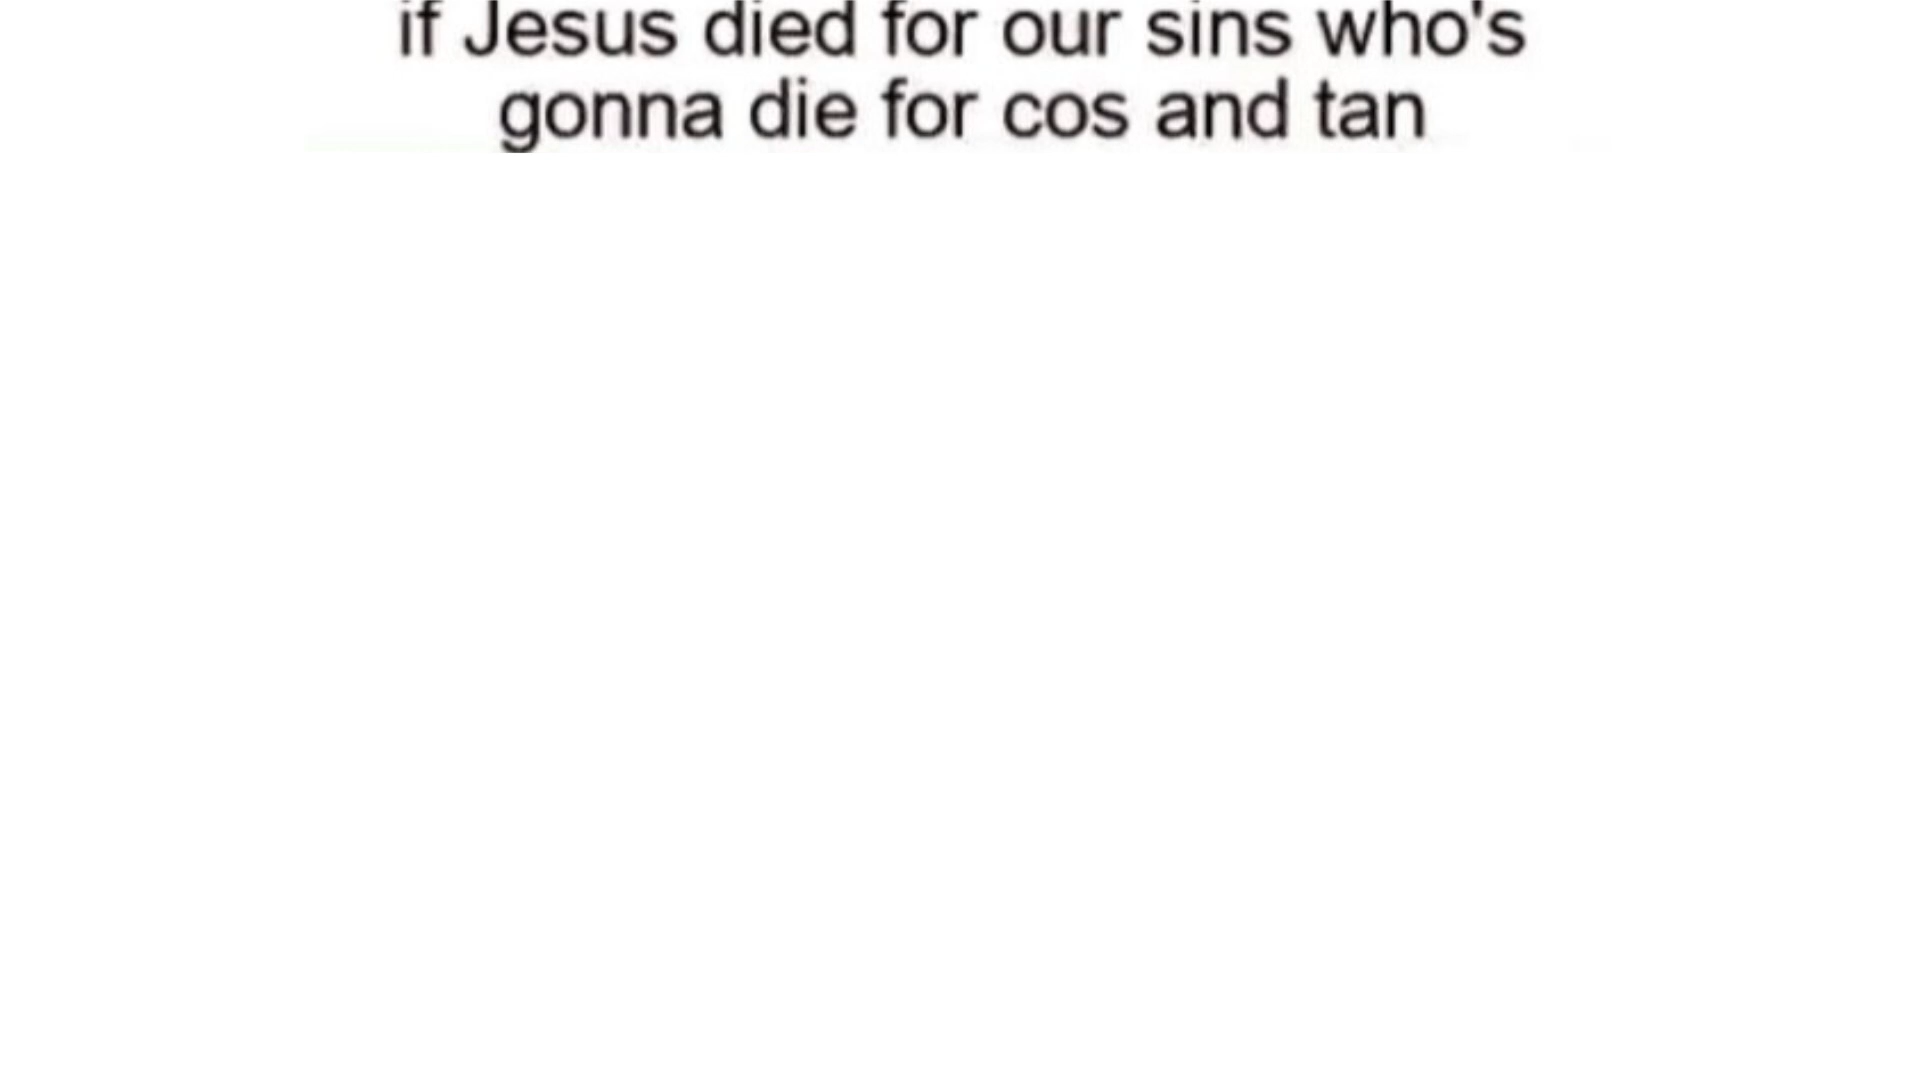 if Jesus died for our sins who's
gonna die for cos and tan